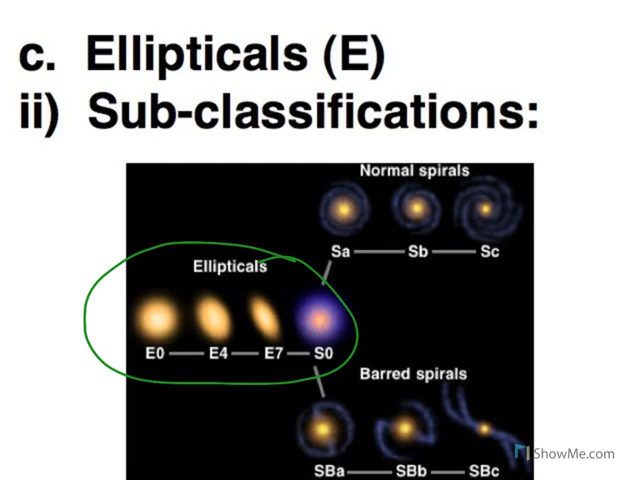 c. Ellipticals (E)
ii) Sub-classifications:
Normal spirals
Sa Sb Sc
Ellipticals
E0 E4 E7 S0
Barred spirals
SBa SBb SBc
ShowMe.com